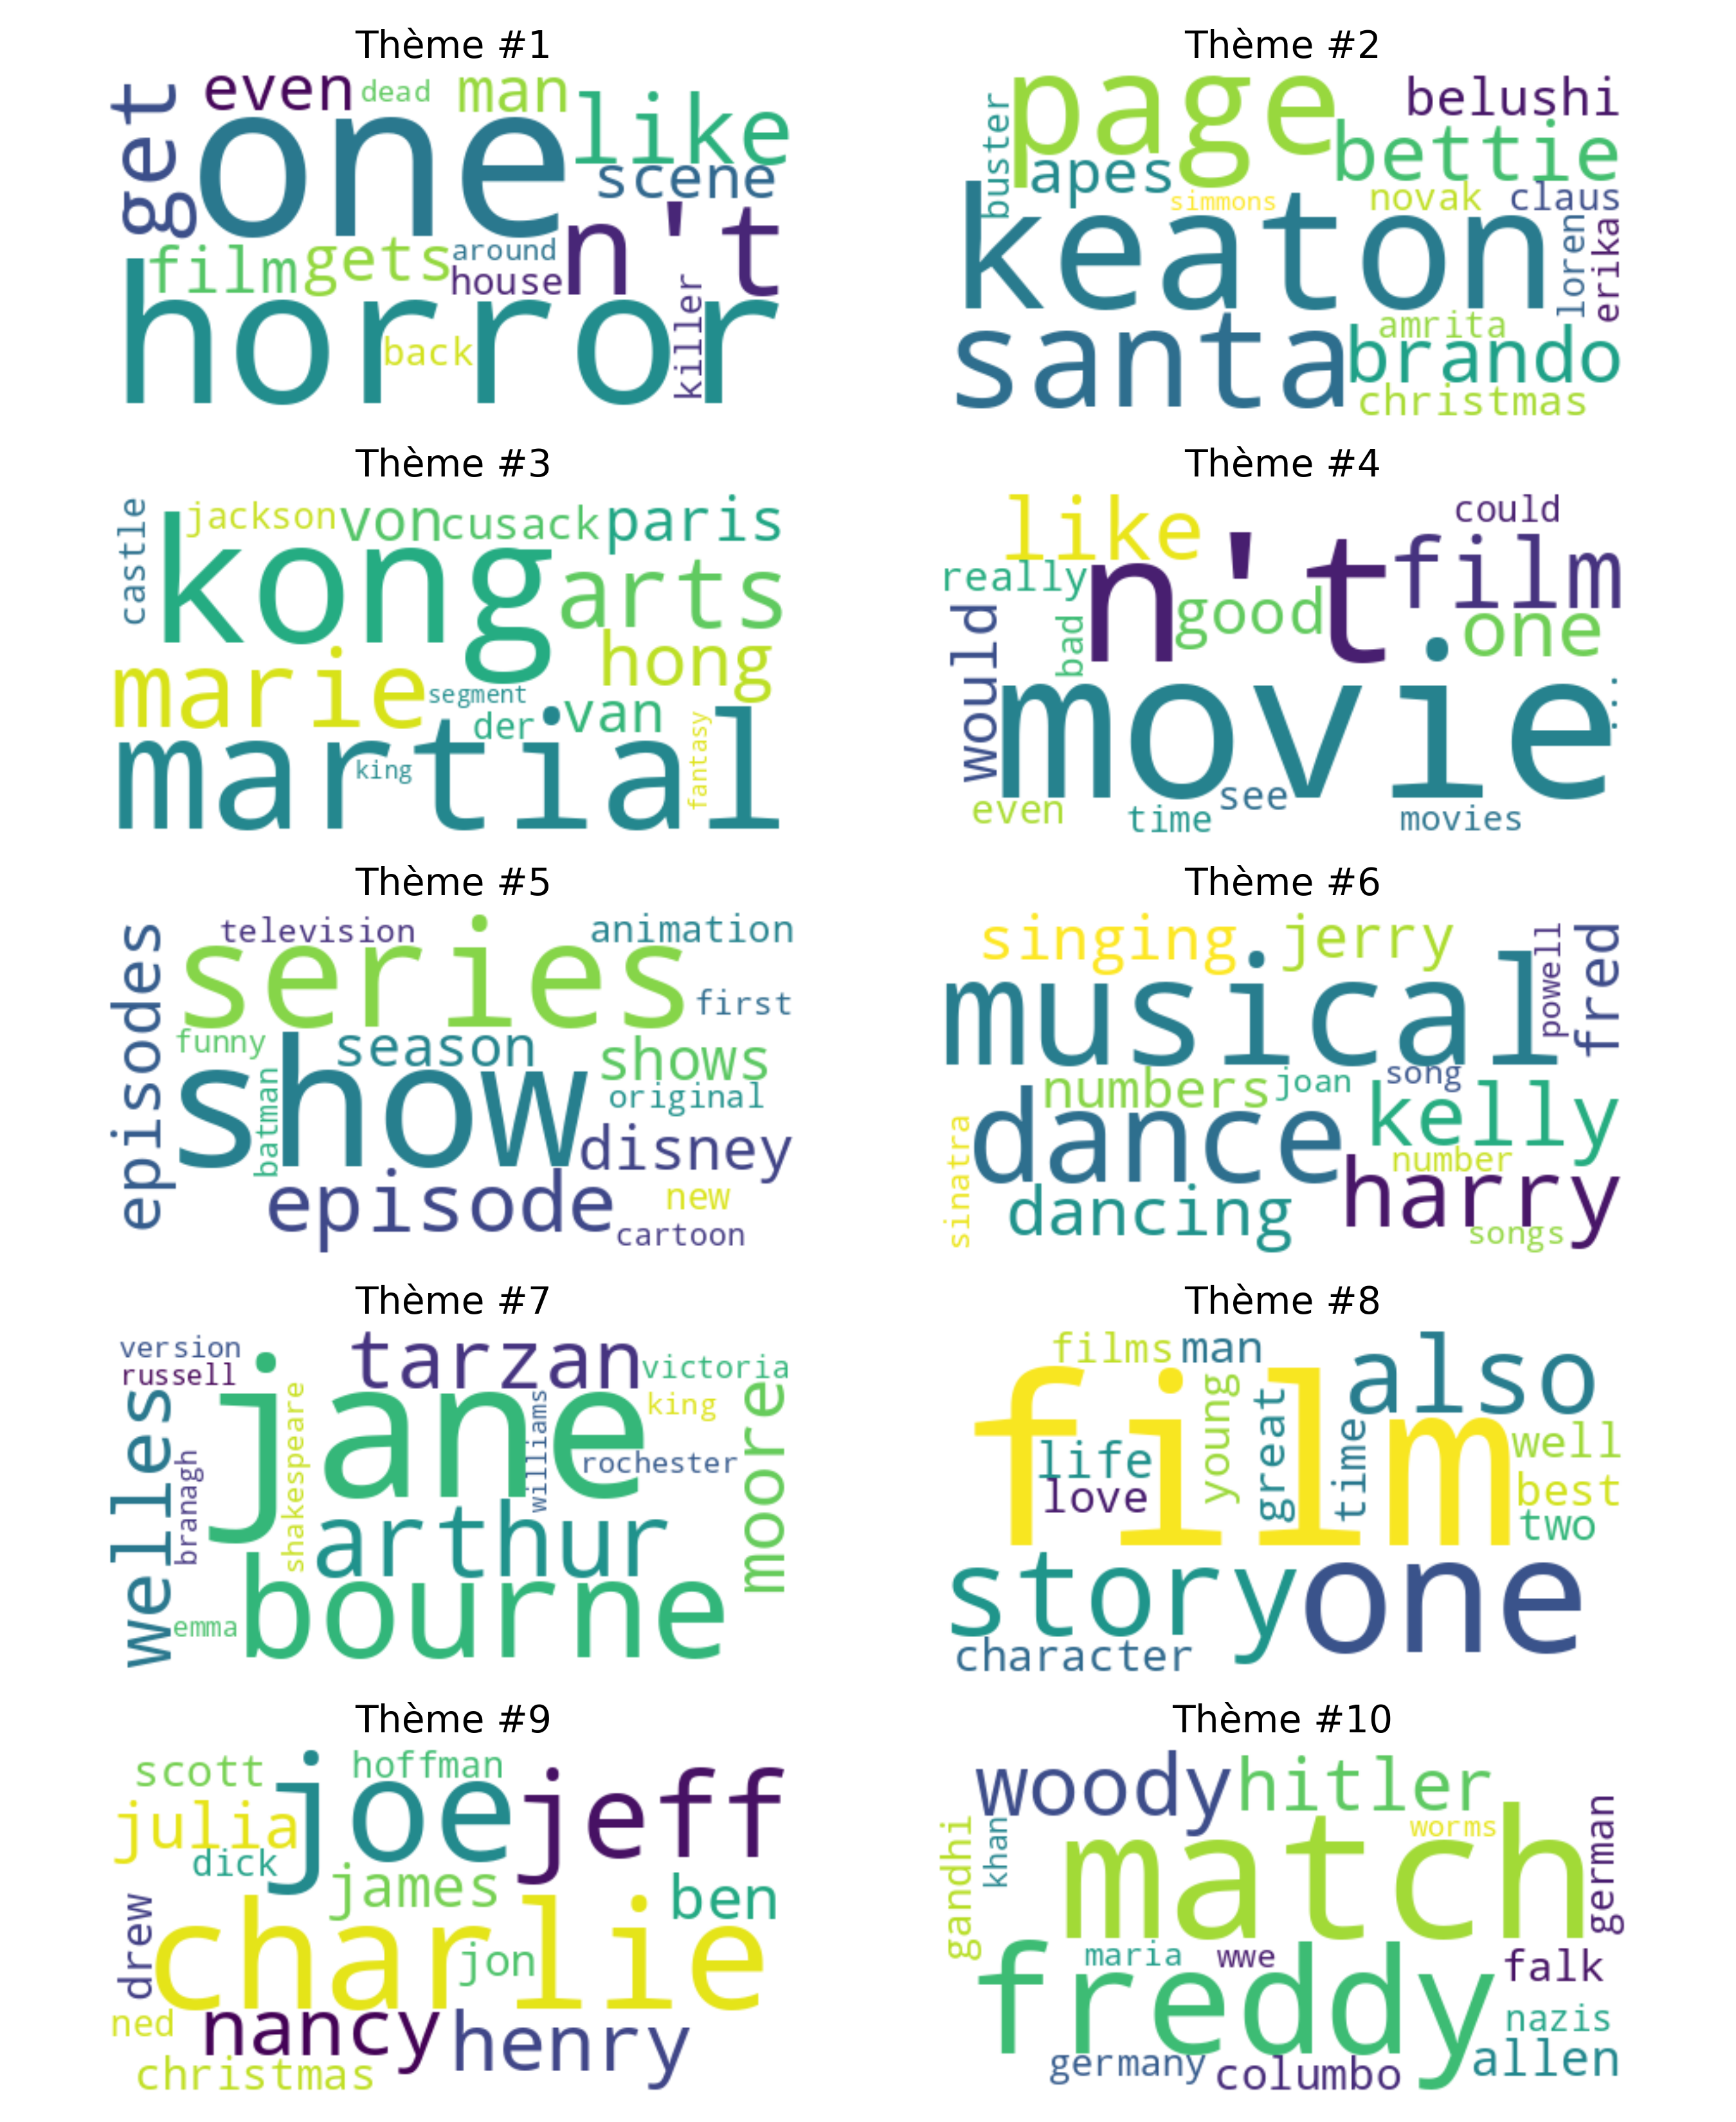 Thème #1
even dead man like
get one scene
film gets around n't
house
horror killer
back
Thème #2
page belushi
buster apes bettie
simmons novak claus
keaton loren erika
santa amrita
brando
christmas
Thème #3
castle jackson von cusack paris
kong arts
marie hong
segment
der van
martial fantasy
king
Thème #4
like could
really n't film
good one
would bad
movie ...
even time see movies
Thème #5
television animation
episodes series first
funny season shows
show original
batman disney
episode new
cartoon
Thème #6
singing jerry powell fred
musical
numbers joan song
sinatra dance kelly
number
dancing harry
songs
Thème #7
version tarzan victoria
russell
jane king
welles shakespeare williams moore
branagh rochester
arthur
emma bourne
Thème #8
films man also
film
life young great time well
love best
two
story one
character
Thème #9
scott hoffman
julia joe jeff
dick
james ben
drew charlie
jon
ned nancy henry
christmas
Thème #10
woody hitler
gandhi khan match worms german
maria wwe falk
freddy nazis
germany columbo allen